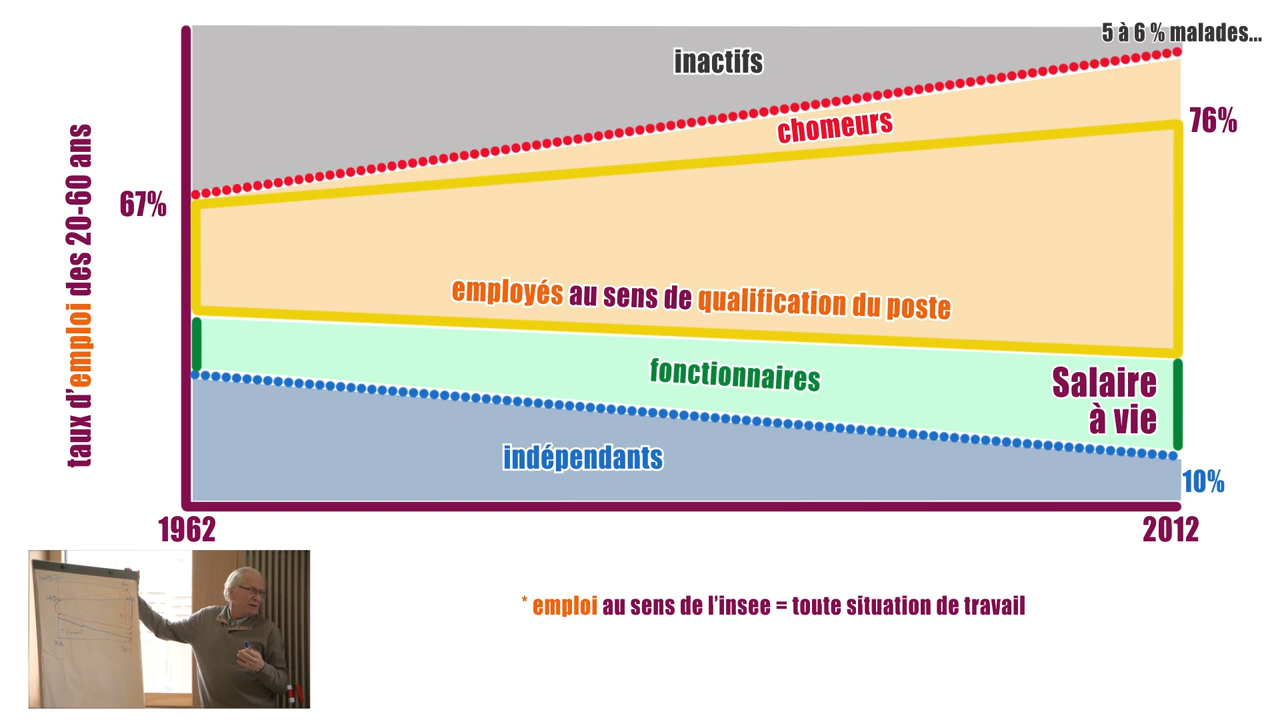 5 à 6 % malades...
inactifs
chomeurs
76%
67%
taux d'emploi des 20-60 ans
employés au sens de qualification du poste
fonctionnaires
Salaire
à vie
indépendants
10%
1962
2012
* emploi au sens de l'insee = toute situation de travail